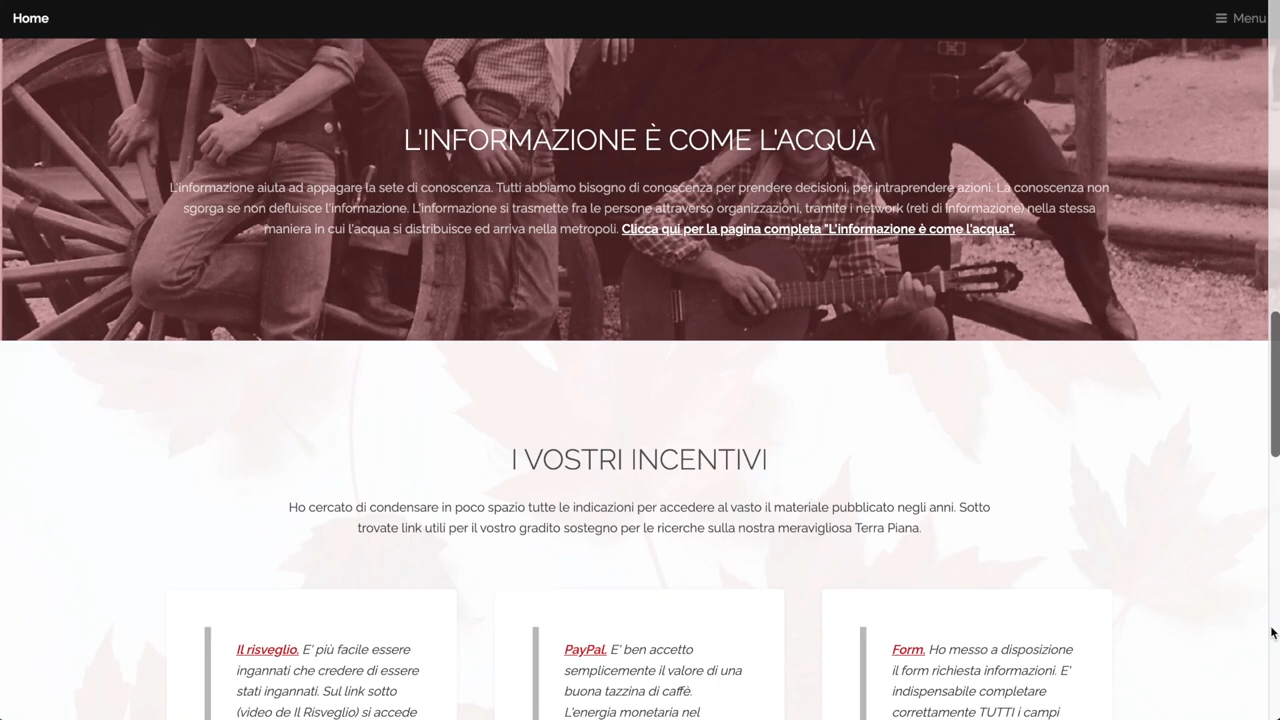 Home
Menu
L'INFORMAZIONE È COME L'ACQUA
L'informazione aiuta ad appagare la sete di conoscenza. Tutti abbiamo bisogno di conoscenza per prendere decisioni, per intraprendere azioni. La conoscenza non
sgorga se non defluisce l'informazione. L'informazione si trasmette fra le persone attraverso organizzazioni, tramite i network (reti di informazione) nella stessa
maniera in cui l'acqua si distribuisce ed arriva nella metropoli. Clicca qui per la pagina completa "L'informazione è come l'acqua".
I VOSTRI INCENTIVI
Ho cercato di condensare in poco spazio tutte le indicazioni per accedere al vasto il materiale pubblicato negli anni. Sotto
trovate link utili per il vostro gradito sostegno per le ricerche sulla nostra meravigliosa Terra Piana.
Il risveglio. E' più facile essere
ingannati che credere di essere
stati ingannati. Sul link sotto
(video de Il Risveglio) si accede
PayPal. E' ben accetto
semplicemente il valore di una
buona tazzina di caffè.
L'energia monetaria nel
Form. Ho messo a disposizione
il form richiesta informazioni. E'
indispensabile completare
correttamente TUTTI i campi